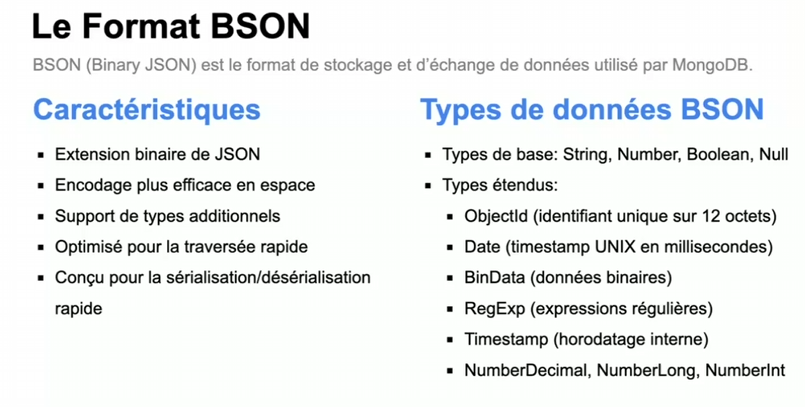 Le Format BSON
BSON (Binary JSON) est le format de stockage et d'échange de données utilisé par MongoDB.
Caractéristiques
▪ Extension binaire de JSON
▪ Encodage plus efficace en espace
▪ Support de types additionnels
▪ Optimisé pour la traversée rapide
▪ Conçu pour la sérialisation/désérialisation
rapide
Types de données BSON
▪ Types de base: String, Number, Boolean, Null
▪ Types étendus:
▪ ObjectId (identifiant unique sur 12 octets)
▪ Date (timestamp UNIX en millisecondes)
▪ BinData (données binaires)
▪ RegExp (expressions régulières)
▪ Timestamp (horodatage interne)
▪ NumberDecimal, NumberLong, NumberInt